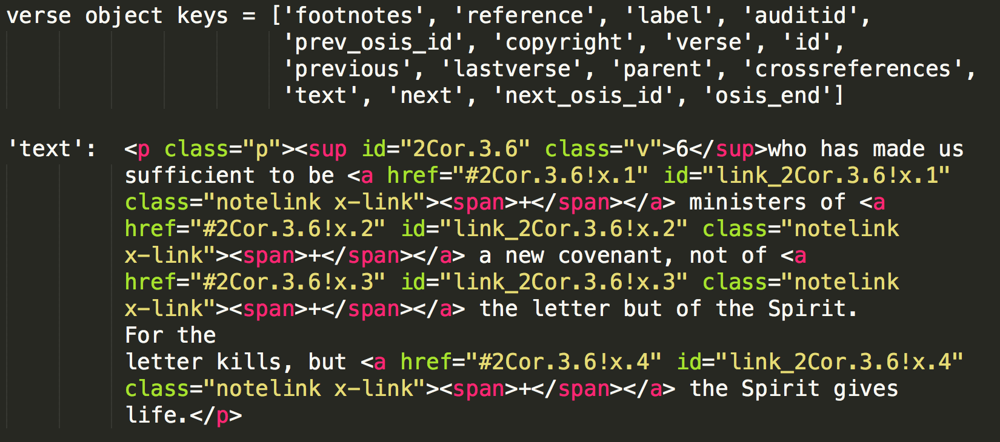 verse object keys = ['footnotes', 'reference', 'label', 'auditid',
'prev_osis_id', 'copyright', 'verse', 'id',
'previous', 'lastverse', 'parent', 'crossreferences',
'text', 'next', 'next_osis_id', 'osis_end']
'text': <p class="p"><sup id="2Cor.3.6" class="v">6</sup>who has made us
sufficient to be <a href="#2Cor.3.6!x.1" id="link_2Cor.3.6!x.1"
class="notelink x-link"><span>+</span></a> ministers of <a
href="#2Cor.3.6!x.2" id="link_2Cor.3.6!x.2" class="notelink
x-link"><span>+</span></a> a new covenant, not of <a
href="#2Cor.3.6!x.3" id="link_2Cor.3.6!x.3" class="notelink
x-link"><span>+</span></a> the letter but of the Spirit.
For the
letter kills, but <a href="#2Cor.3.6!x.4" id="link_2Cor.3.6!x.4"
class="notelink x-link"><span>+</span></a> the Spirit gives
life.</p>